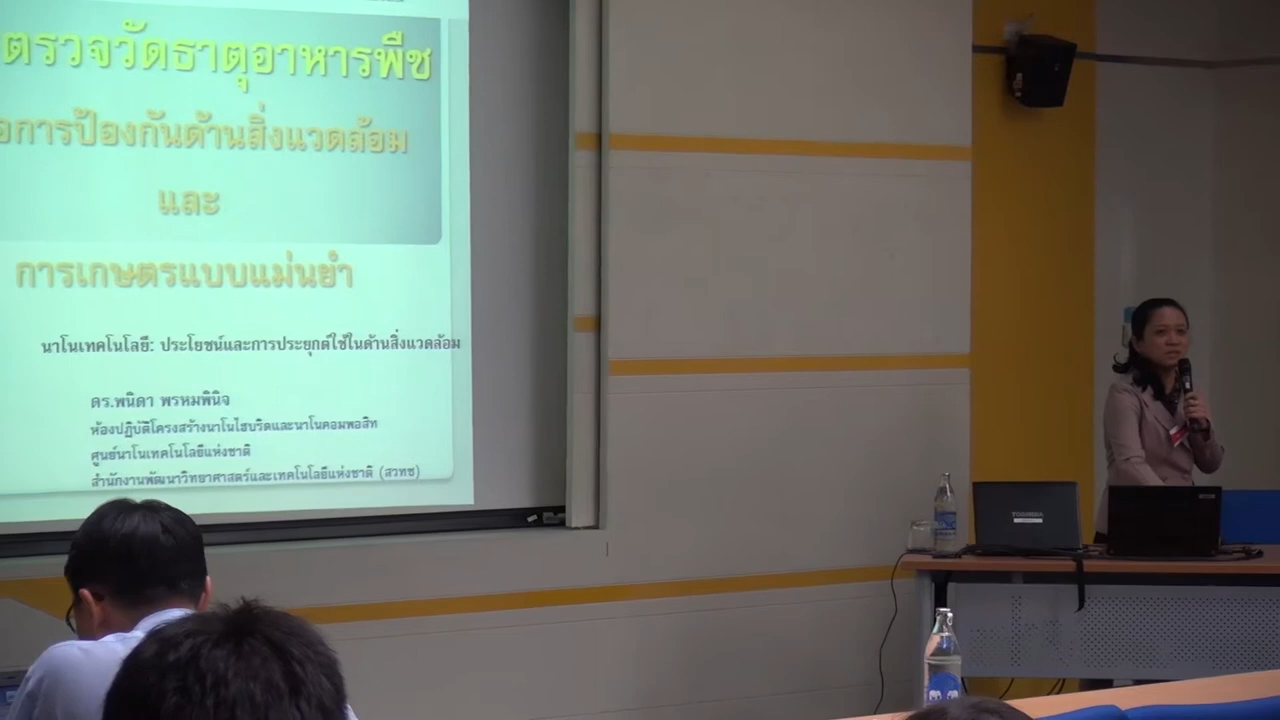 ตรวจวัดธาตุอาหารพืช
อการป้องกันด้านสิ่งแวดล้อม
และ
การเกษตรแบบแม่นยำ
นาโนเทคโนโลยี: ประโยชน์และการประยุกต์ใช้ในด้านสิ่งแวดล้อม
ดร.พนิดา พรหมพินิจ
ห้องปฏิบัติโครงสร้างนาโนไฮบริดและนาโนคอมพอสิท
ศูนย์นาโนเทคโนโลยีแห่งชาติ
สำนักงานพัฒนาวิทยาศาสตร์และเทคโนโลยีแห่งชาติ (สวทช)
TOSHIBA